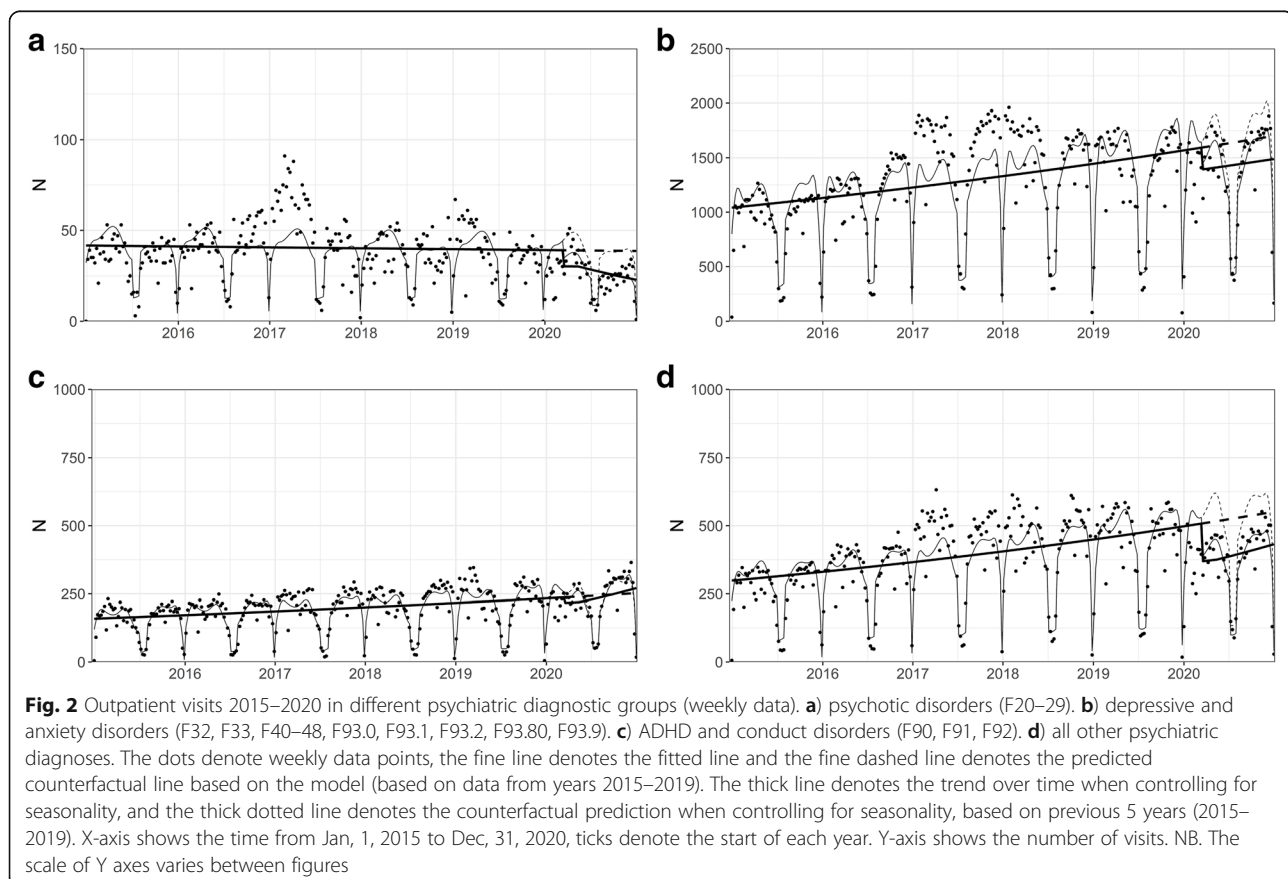 a
150
100
50
0
N
2016 2017 2018 2019 2020
b
2500
2000
1500
1000
500
0
N
2016 2017 2018 2019 2020
c
1000
750
500
250
0
N
2016 2017 2018 2019 2020
d
1000
750
500
250
0
N
2016 2017 2018 2019 2020
Fig. 2 Outpatient visits 2015–2020 in different psychiatric diagnostic groups (weekly data). a) psychotic disorders (F20–29). b) depressive and
anxiety disorders (F32, F33, F40–48, F93.0, F93.1, F93.2, F93.80, F93.9). c) ADHD and conduct disorders (F90, F91, F92). d) all other psychiatric
diagnoses. The dots denote weekly data points, the fine line denotes the fitted line and the fine dashed line denotes the predicted
counterfactual line based on the model (based on data from years 2015–2019). The thick line denotes the trend over time when controlling for
seasonality, and the thick dotted line denotes the counterfactual prediction when controlling for seasonality, based on previous 5 years (2015–
2019). X-axis shows the time from Jan, 1, 2015 to Dec, 31, 2020, ticks denote the start of each year. Y-axis shows the number of visits. NB. The
scale of Y axes varies between figures